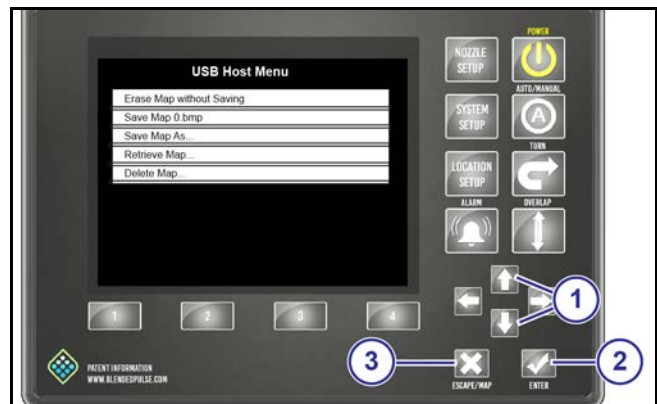 USB Host Menu
Erase Map without Saving
Save Map 0.bmp
Save Map As...
Retrieve Map...
Delete Map...
POWER
NOZZLE
SETUP
AUTO/MANUAL
SYSTEM
SETUP
A
TURN
LOCATION
SETUP
ALARM
OVERLAP
1
1
2
3
4
3
2
PATENT INFORMATION
WWW.BLENDEDPULSE.COM
ESCAPE/MAP
ENTER